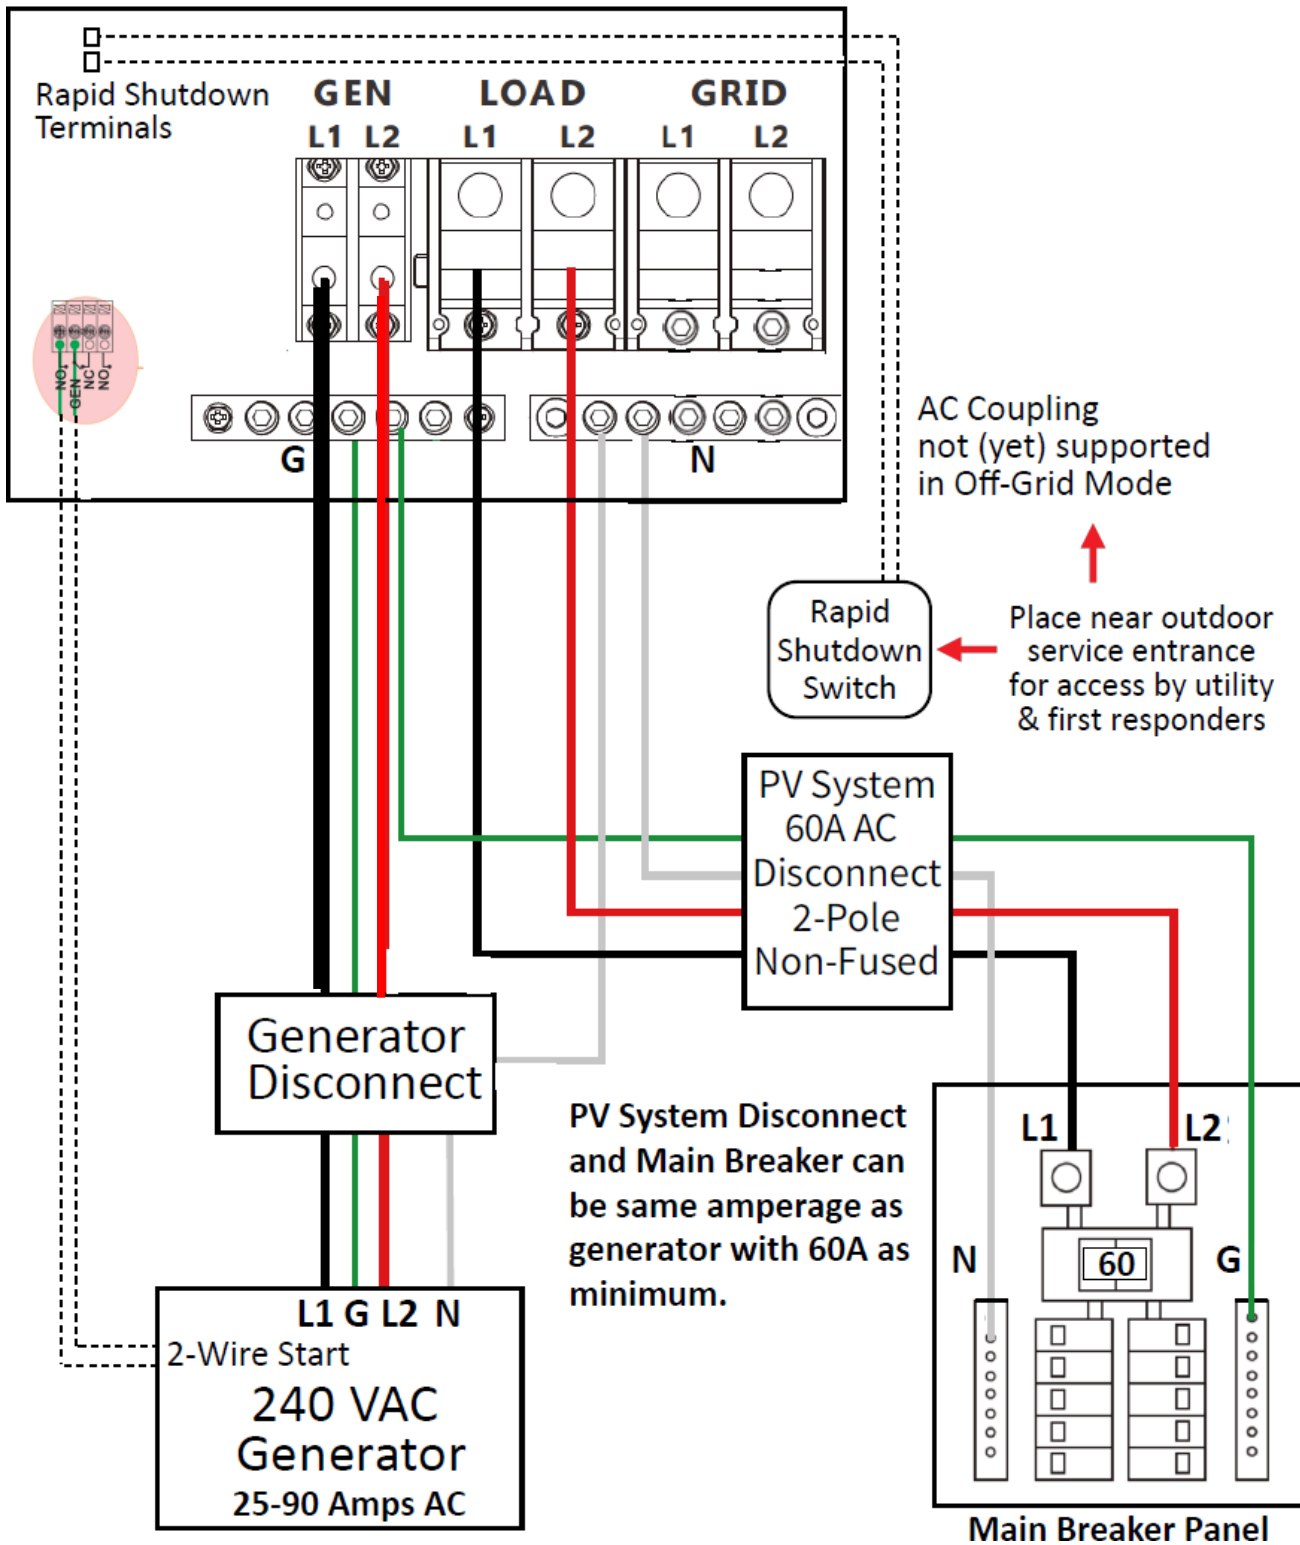 Rapid Shutdown
Terminals
GEN
LOAD
GRID
L1 L2
L1
L2
L1
L2
NO
GEN
NC
NO
G
N
AC Coupling
not (yet) supported
in Off-Grid Mode
Rapid
Shutdown
Switch
Place near outdoor
service entrance
for access by utility
& first responders
PV System
60A AC
Disconnect
2-Pole
Non-Fused
Generator
Disconnect
PV System Disconnect
and Main Breaker can
be same amperage as
generator with 60A as
minimum.
L1
L2
N
60
G
L1 G L2 N
2-Wire Start
240 VAC
Generator
25-90 Amps AC
Main Breaker Panel